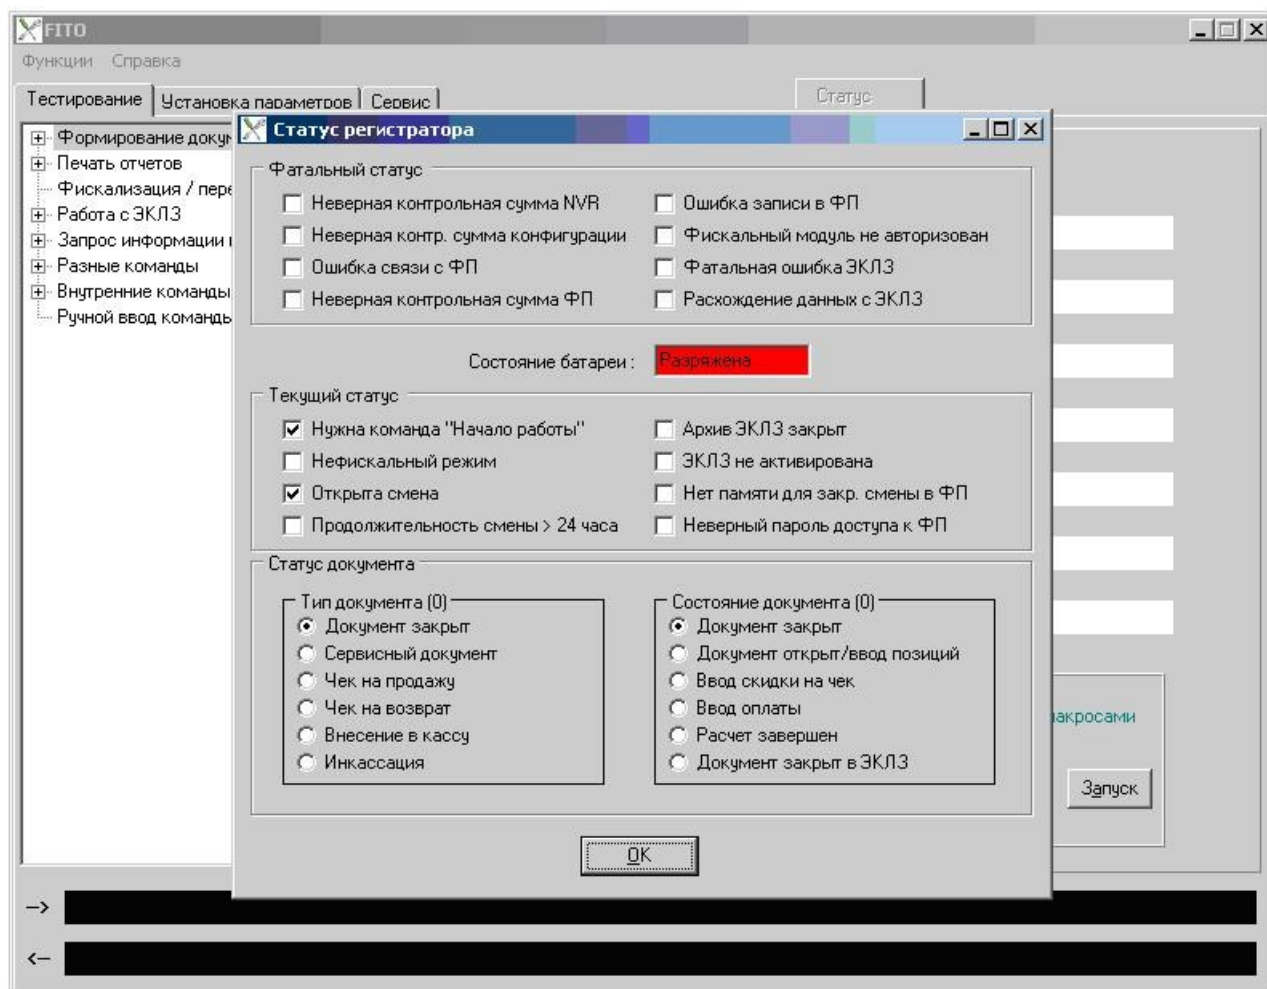 FITO
Функции Справка
Тестирование Установка параметров Сервис Статус
Формирование докум
Печать отчетов
Фискализация / пере
Работа с ЭКЛЗ
Запрос информации
Разные команды
Внутренние команды
Ручной ввод команды
Статус регистратора
Фатальный статус
Неверная контрольная сумма NVR Ошибка записи в ФП
Неверная контр. сумма конфигурации Фискальный модуль не авторизован
Ошибка связи с ФП Фатальная ошибка ЭКЛЗ
Неверная контрольная сумма ФП Расхождение данных с ЭКЛЗ
Состояние батареи : Разряжена
Текущий статус
Нужна команда "Начало работы" Архив ЭКЛЗ закрыт
Нефискальный режим ЭКЛЗ не активирована
Открыта смена Нет памяти для закр. смены в ФП
Продолжительность смены > 24 часа Неверный пароль доступа к ФП
Статус документа
Тип документа (0) Состояние документа (0)
Документ закрыт Документ закрыт
Сервисный документ Документ открыт/ввод позиций
Чек на продажу Ввод скидки на чек
Чек на возврат Ввод оплаты
Внесение в кассу Расчет завершен
Инкассация Документ закрыт в ЭКЛЗ
акросами
Запуск
OK
-->
<--